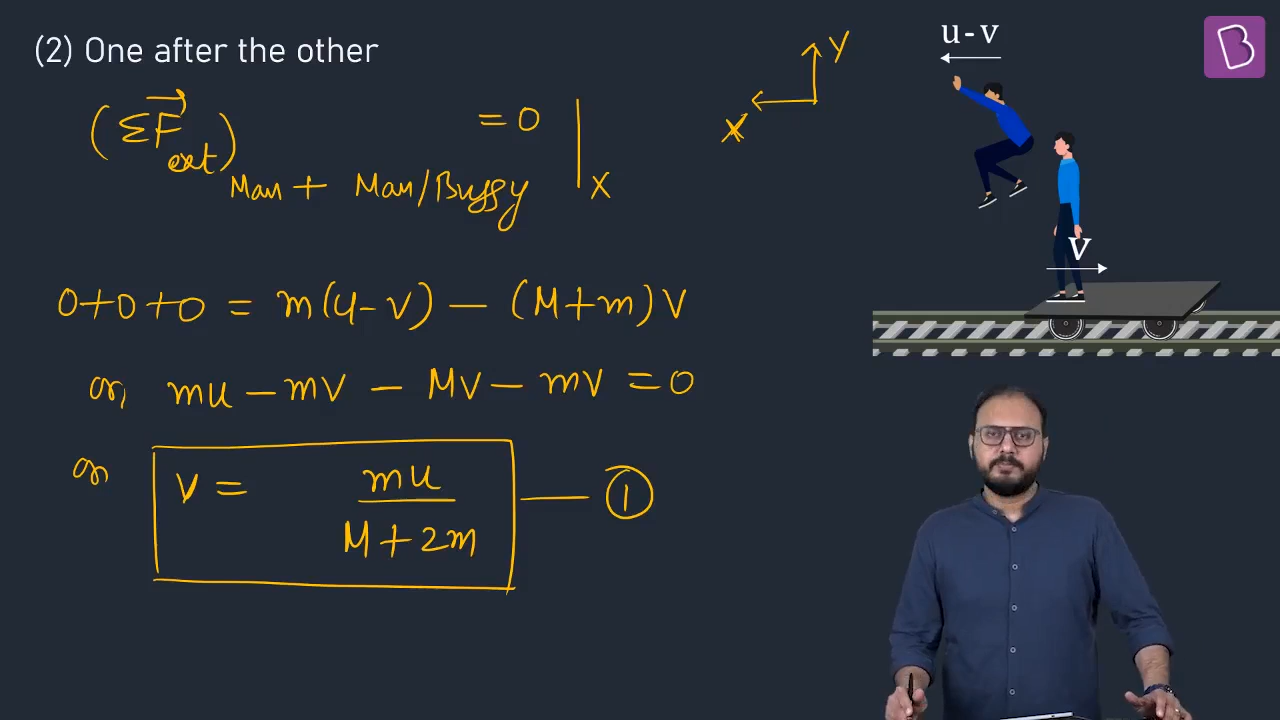 (2) One after the other
(ΣF⃗ext) Man + Man/Buggy = 0 | X
X Y
u-v
v
0+0+0 = m(u-v) - (M+m)v
or, mu - mv - Mv - mv = 0
or v = mu/(M+2m) — ①
B